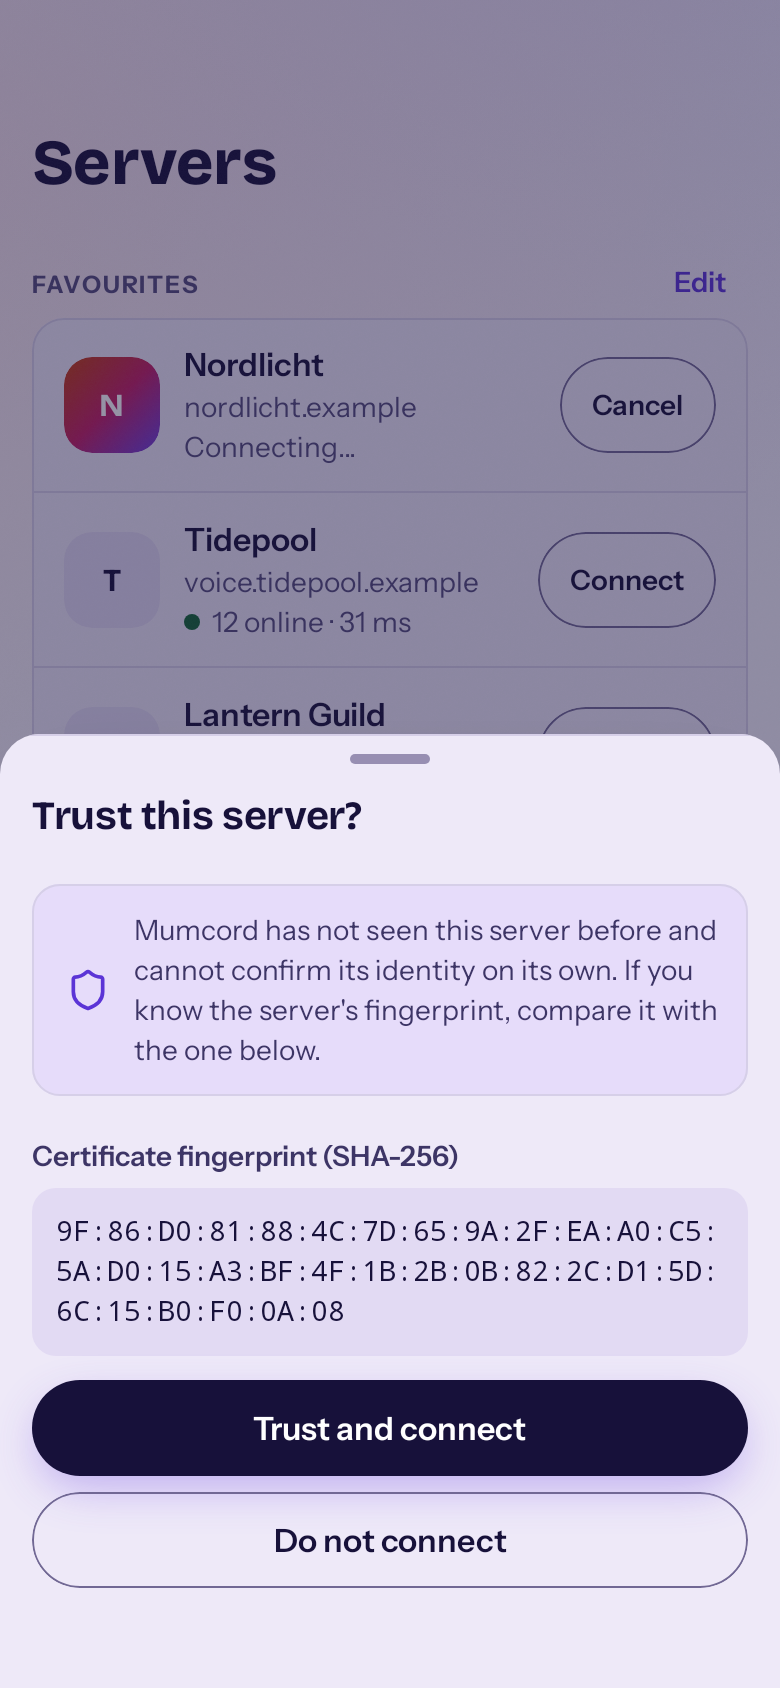 Servers
FAVOURITES
Edit
N
Nordlicht
nordlicht.example
Connecting...
Cancel
T
Tidepool
voice.tidepool.example
12 online · 31 ms
Connect
Lantern Guild
Trust this server?
Mumcord has not seen this server before and
cannot confirm its identity on its own. If you
know the server's fingerprint, compare it with
the one below.
Certificate fingerprint (SHA-256)
9F:86:D0:81:88:4C:7D:65:9A:2F:EA:A0:C5:
5A:D0:15:A3:BF:4F:1B:2B:0B:82:2C:D1:5D:
6C:15:B0:F0:0A:08
Trust and connect
Do not connect